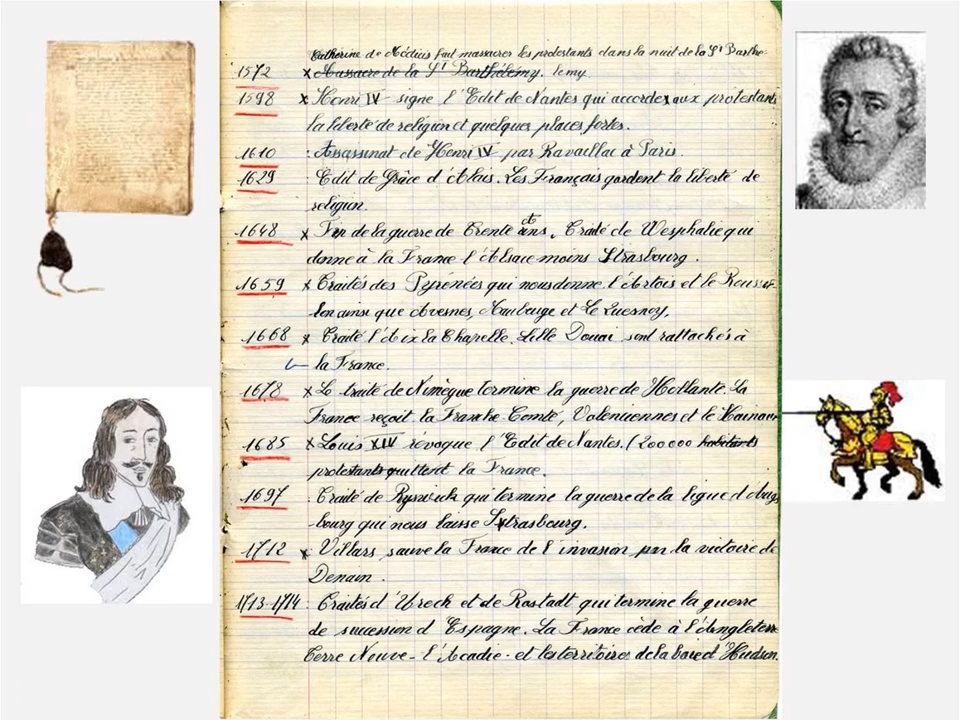 Catherine de Médicis fait massacrer les protestants dans la nuit de la St Barthe-
1572 x Massacre de la St Barthélémy. lemy
1598 x Henri IV signe l'Edit de Nantes qui accorde aux protestants
la liberté de religion et quelques places fortes.
1610 : Assassinat de Henri IV par Ravaillac à Paris.
1629 : Edit de Grâce d'Alais. Les Français gardent la liberté de
religion.
1648 x Fin de la guerre de Trente ans. Traité de Wesphalie qui
donne à la France l'Alsace moins Strasbourg.
1659 x Traités des Pyrénées qui nous donne l'Artois et le Roussil-
lon ainsi que Avesnes, Maubeuge et Le Quesnoy,
1668 x Traité d'Aix la Chapelle. Lille Douai sont rattachés à
la France.
1678 x Le traité de Nimègue termine la guerre de Hollande. La
France reçoit la Franche-Comté, Valenciennes et le Hainaut
1685 x Louis XIV révoque l'Edit de Nantes. (200000 habitants
protestants quittent la France.
1697 : Traité de Ryswick qui termine la guerre de la ligue d'Augs-
bourg qui nous laisse Strasbourg.
1712 x : Villars sauve la France de l'invasion par la victoire de
Denain.
1713-1714 : Traités d'Utrech et de Rastadt qui termine la guerre
de succession d'Espagne. La France cède à l'Angleterre
Terre Neuve - l'Acadie - et les territoires de la baie d'Hudson.